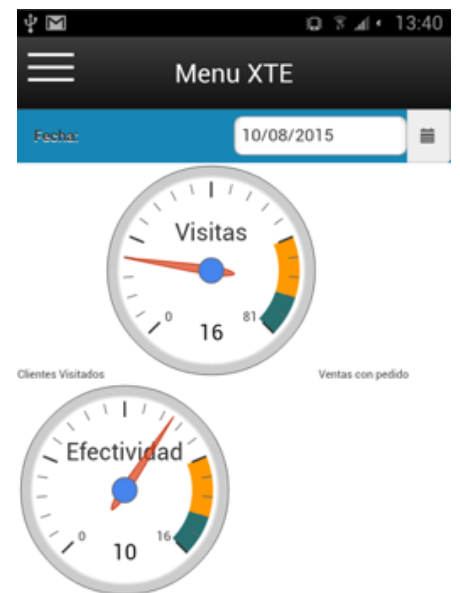 13:40
Menu XTE
Fecha:
10/08/2015
Visitas
0
81
16
Clientes Visitados
Ventas con pedido
Efectividad
0
16
10